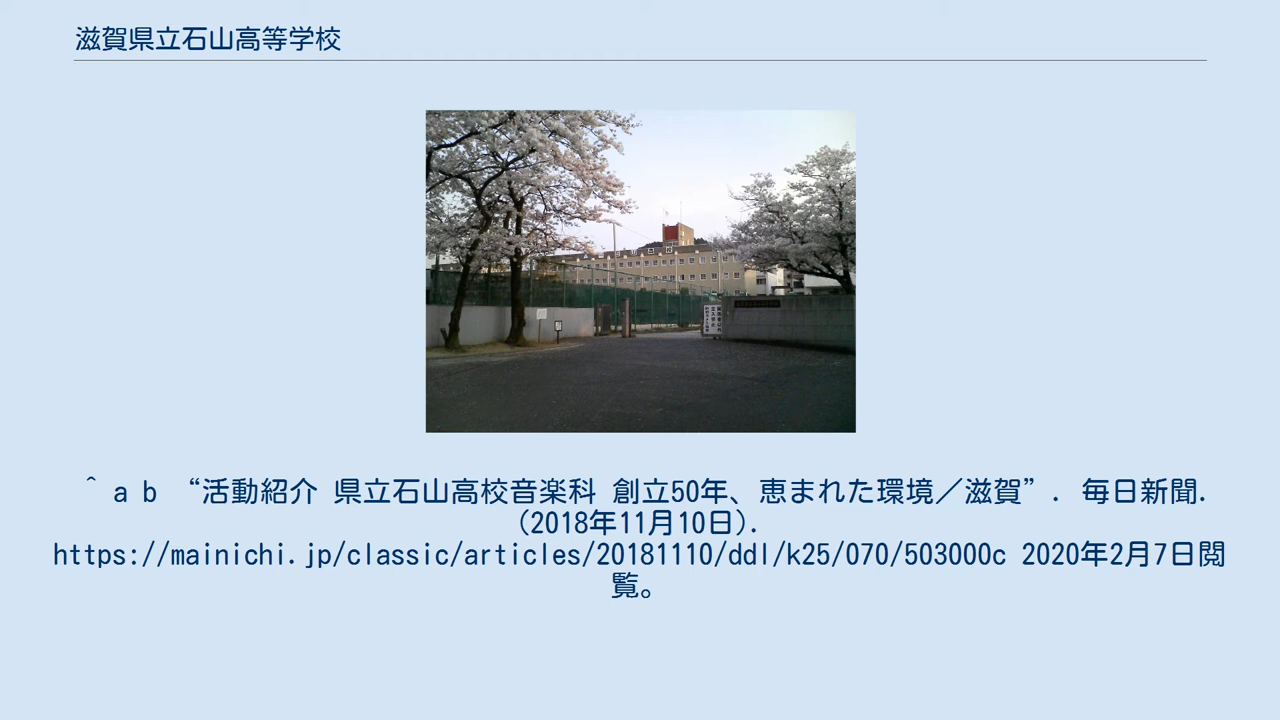 滋賀県立石山高等学校
^ a b “活動紹介 県立石山高校音楽科 創立50年、恵まれた環境／滋賀”. 毎日新聞.
(2018年11月10日).
https://mainichi.jp/classic/articles/20181110/ddl/k25/070/503000c 2020年2月7日閲
覧。